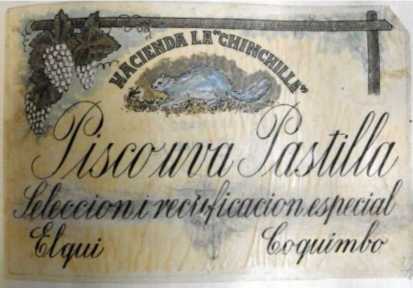 HACIENDA LA "CHINCHILLA"
Pisco uva Pastilla
Seleccion i rectificacion especial
Elqui Coquimbo